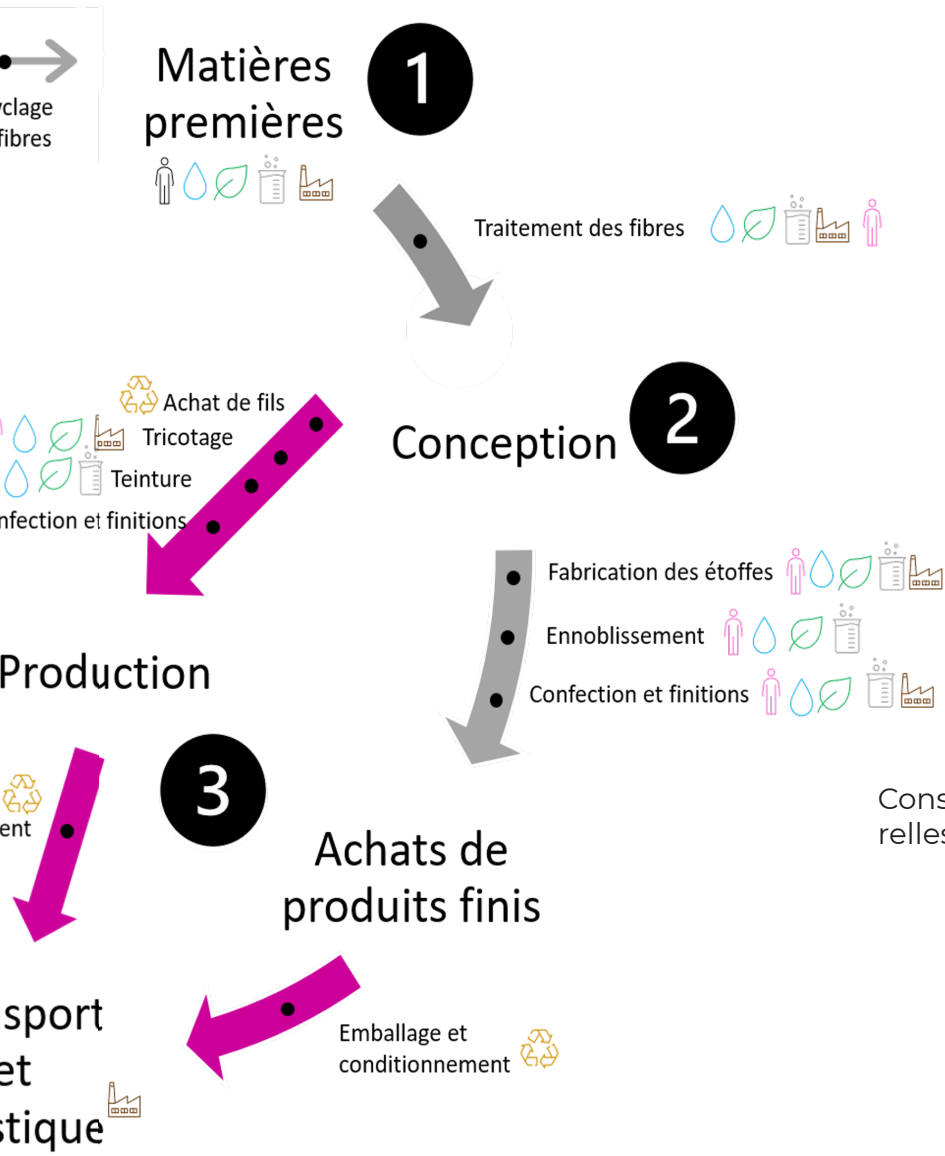 Matières
premières
1
yclage
fibres
Traitement des fibres
Achat de fils
Tricotage
Teinture
nfection et finitions
Conception
2
Fabrication des étoffes
Ennoblissement
Confection et finitions
Production
3
ent
Cons
relles
Achats de
produits finis
sport
et
stique
Emballage et
conditionnement